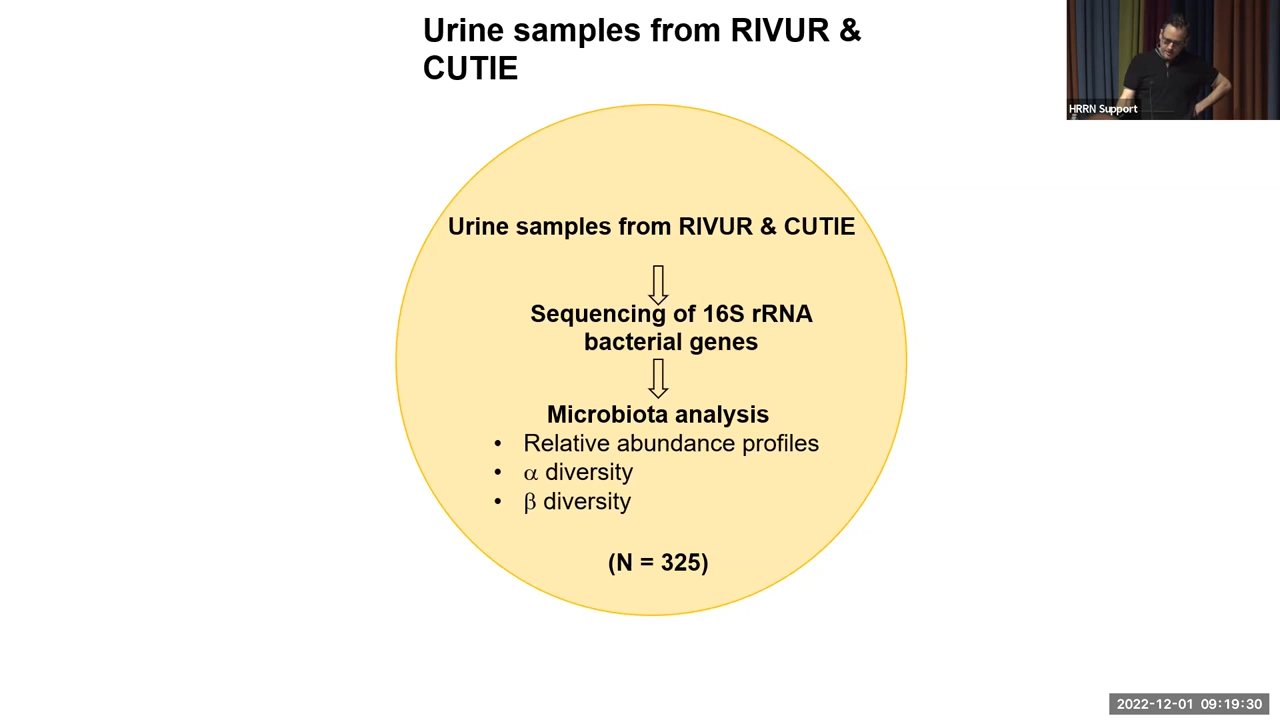 Urine samples from RIVUR &
CUTIE
HRRN Support
Urine samples from RIVUR & CUTIE
Sequencing of 16S rRNA
bacterial genes
Microbiota analysis
• Relative abundance profiles
• α diversity
• β diversity
(N = 325)
2022-12-01 09:19:30